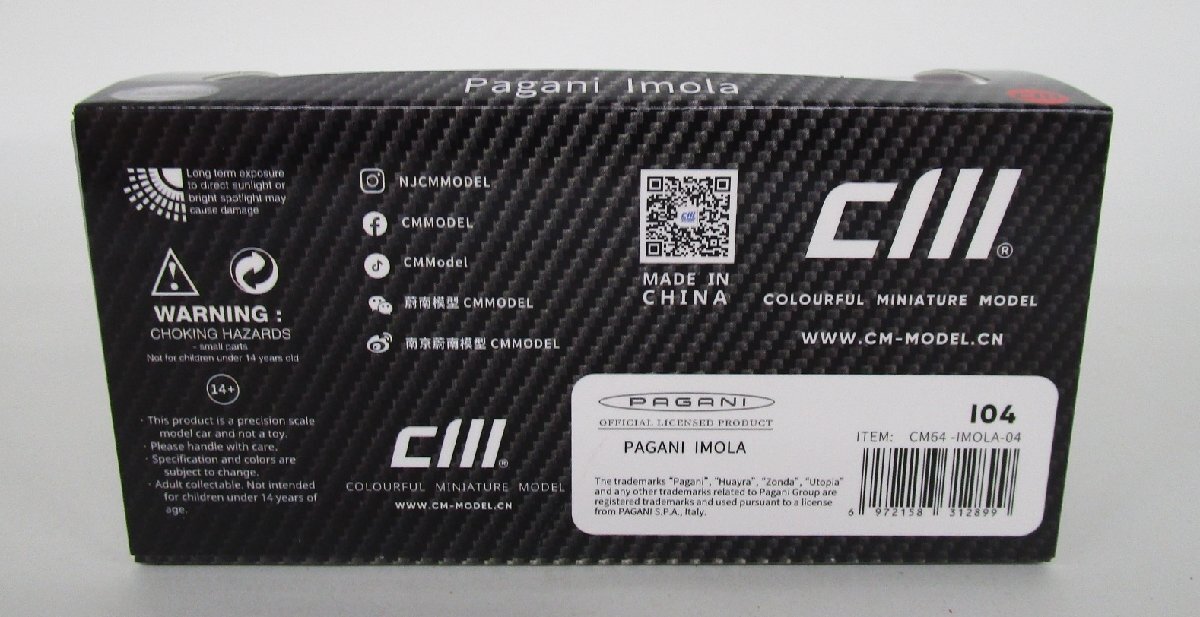 Pagani Imola
Long term exposure
to direct sunlight or
bright spotlight may
cause damage
WARNING :
CHOKING HAZARDS
- small parts
Not for children under 14 years old
14+
· This product is a precision scale
model car and not a toy.
· Please handle with care.
· Specification and colors are
subject to change.
· Adult collectable. Not intended
for children under 14 years of
age.
NJCMMODEL
CMMODEL
CMModel
蔚南模型 CMMODEL
南京蔚南模型 CMMODEL
CM®
COLOURFUL MINIATURE MODEL
WWW.CM-MODEL.CN
MADE IN
CHINA
CM®
COLOURFUL MINIATURE MODEL
WWW.CM-MODEL.CN
PAGANI
OFFICIAL LICENSED PRODUCT
PAGANI IMOLA
The trademarks "Pagani", "Huayra", "Zonda", "Utopia"
and any other trademarks related to Pagani Group are
registered trademarks and used pursuant to a license
from PAGANI S.P.A., Italy.
104
ITEM: CM64 -IMOLA-04
6 972158 312899